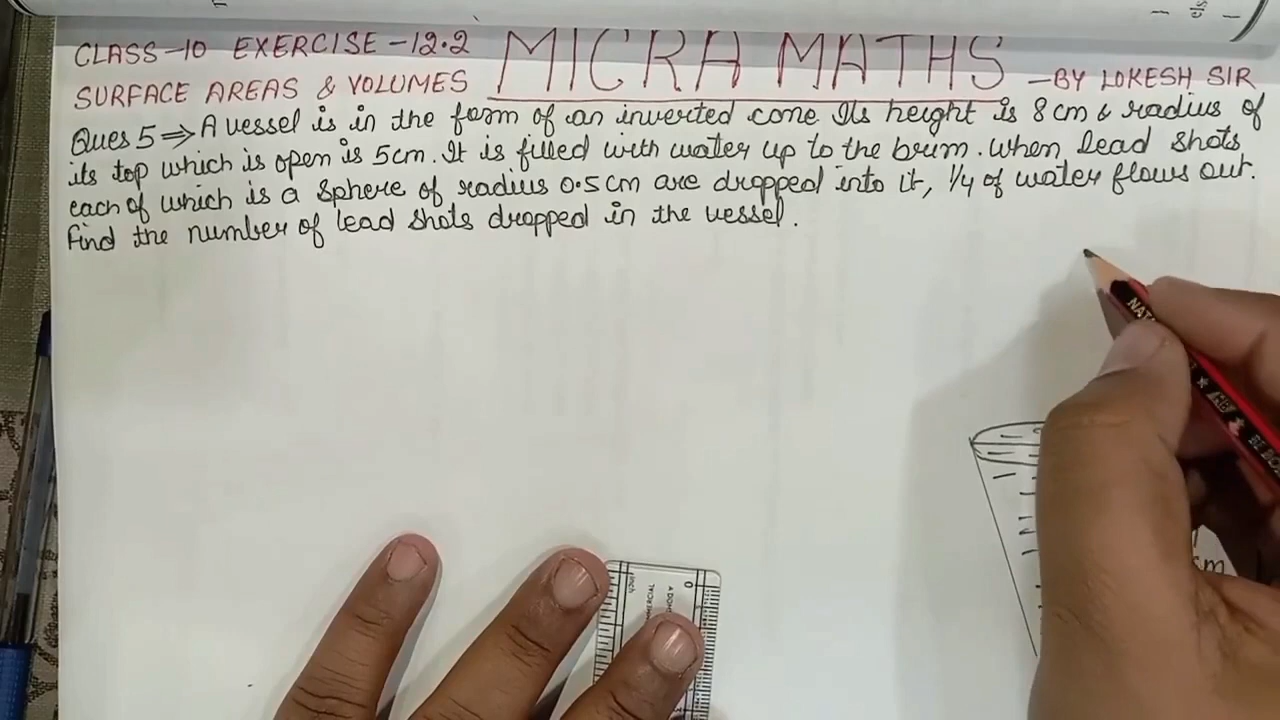 CLASS-10 EXERCISE-12.2 MICRA MATHS
SURFACE AREAS & VOLUMES -BY LOKESH SIR
Ques 5 ⇒ A vessel is in the form of an inverted cone Its height is 8cm & radius of
its top which is open is 5cm. It is filled with water up to the brim. When lead shots
each of which is a sphere of radius 0.5cm are dropped into it, 1/4 of water flows out.
Find the number of lead shots dropped in the vessel.